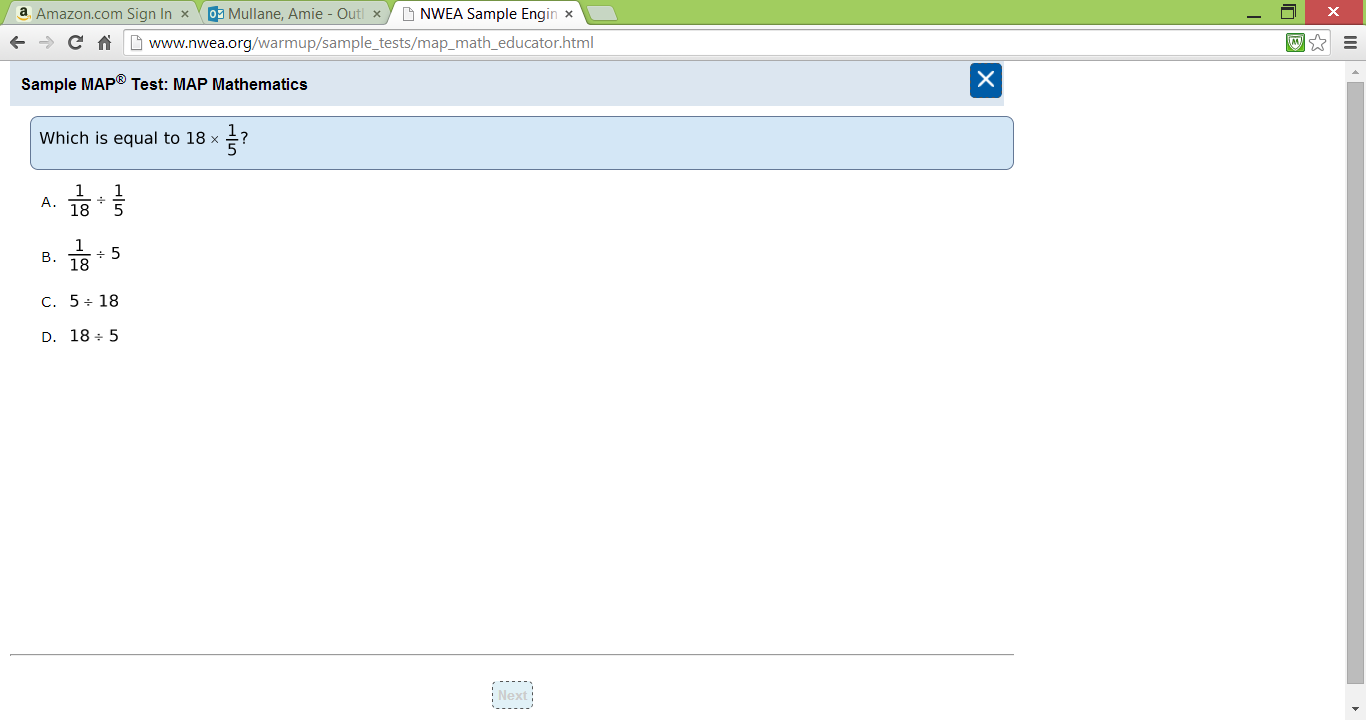 Amazon.com Sign In
Mullane, Amie - Outl
NWEA Sample Engin
www.nwea.org/warmup/sample_tests/map_math_educator.html
Sample MAP® Test: MAP Mathematics
Which is equal to 18 × 1/5?
A. 1/18 ÷ 1/5
B. 1/18 ÷ 5
C. 5 ÷ 18
D. 18 ÷ 5
Next